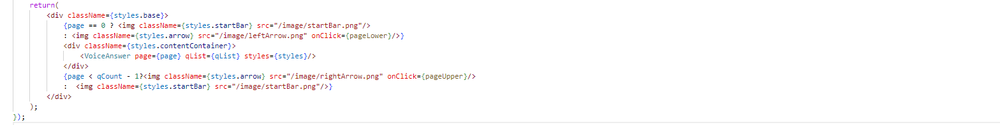 return(
<div className={styles.base}>
{page == 0 ? <img className={styles.startBar} src="/image/startBar.png"/>
: <img className={styles.arrow} src="/image/leftArrow.png" onClick={pageLower}/>}
<div className={styles.contentContainer}>
<VoiceAnswer page={page} qList={qList} styles={styles}/>
</div>
{page < qCount - 1?<img className={styles.arrow} src="/image/rightArrow.png" onClick={pageUpper}/>
:  <img className={styles.startBar} src="/image/startBar.png"/>}
</div>
);
});